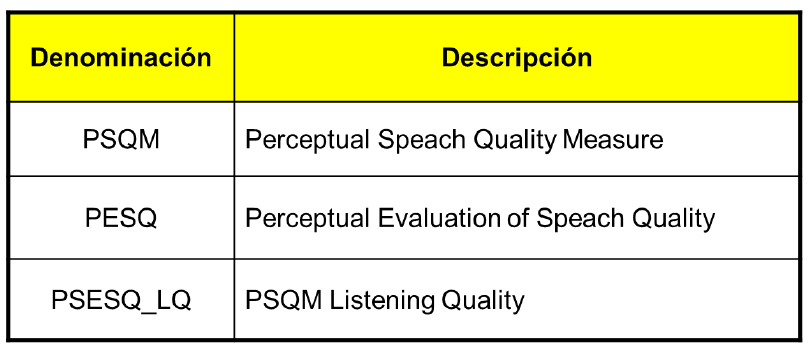 Denominación Descripción
PSQM Perceptual Speach Quality Measure
PESQ Perceptual Evaluation of Speach Quality
PSESQ_LQ PSQM Listening Quality